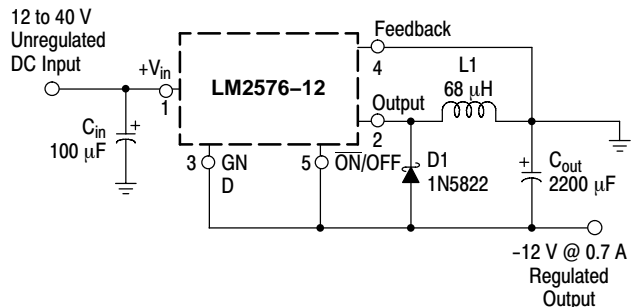 12 to 40 V
Unregulated
DC Input
+Vin
1
Cin
100 µF
+
LM2576–12
Feedback
4
Output
2
L1
68 µH
3 GN
D
5 ON/OFF
D1
1N5822
+
Cout
2200 µF
–12 V @ 0.7 A
Regulated
Output